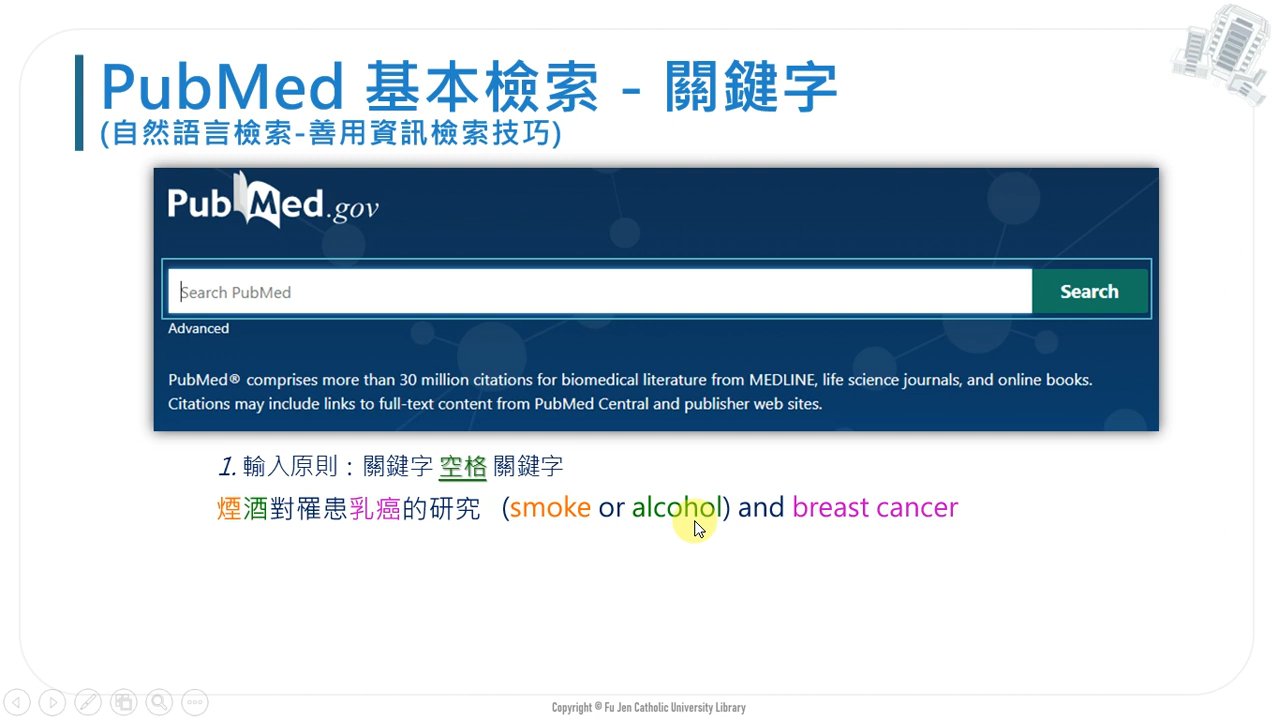 PubMed 基本檢索 - 關鍵字
(自然語言檢索-善用資訊檢索技巧)
PubMed.gov
Search PubMed
Search
Advanced
PubMed® comprises more than 30 million citations for biomedical literature from MEDLINE, life science journals, and online books.
Citations may include links to full-text content from PubMed Central and publisher web sites.
1. 輸入原則：關鍵字 空格 關鍵字
煙酒對罹患乳癌的研究 (smoke or alcohol) and breast cancer
Copyright © Fu Jen Catholic University Library